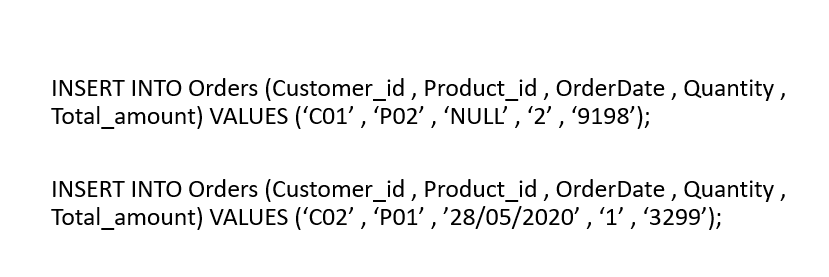 INSERT INTO Orders (Customer_id , Product_id , OrderDate , Quantity ,
Total_amount) VALUES (‘C01’ , ‘P02’ , ‘NULL’ , ‘2’ , ‘9198’);
INSERT INTO Orders (Customer_id , Product_id , OrderDate , Quantity ,
Total_amount) VALUES (‘C02’ , ‘P01’ , ’28/05/2020’ , ‘1’ , ‘3299’);